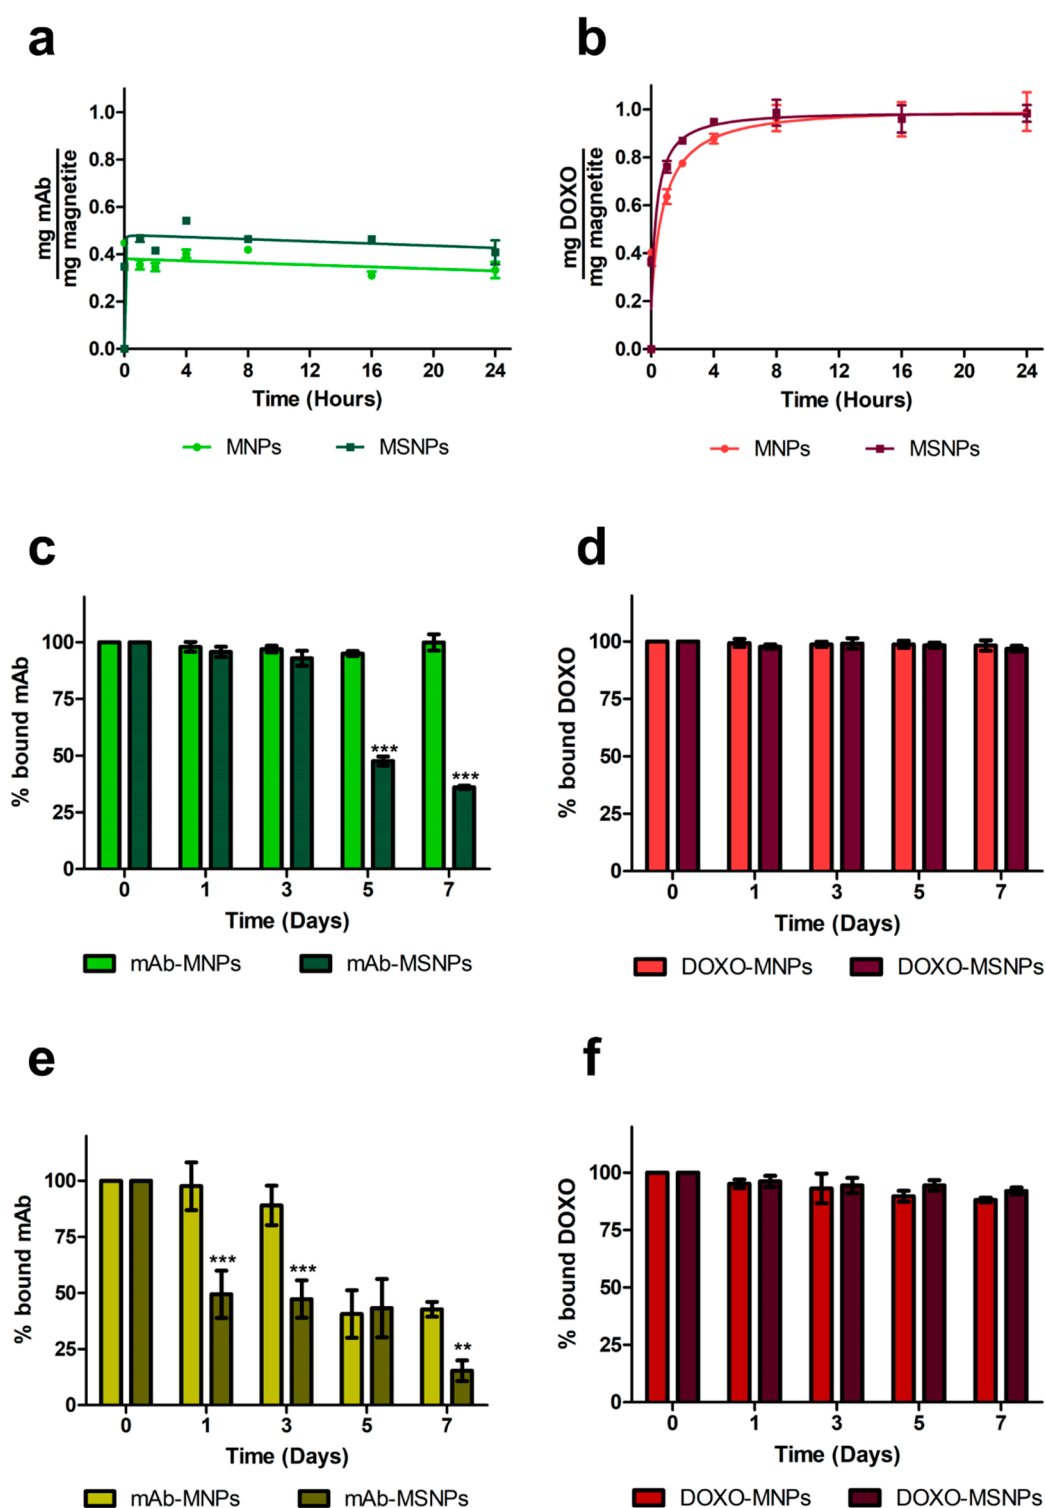 a
b
1.0
0.8
0.6
0.4
0.2
0.0
mg mAb
mg magnetite
0 4 8 12 16 20 24
Time (Hours)
MNPs MSNPs
1.0
0.8
0.6
0.4
0.2
0.0
mg DOXO
mg magnetite
0 4 8 12 16 20 24
Time (Hours)
MNPs MSNPs
c
d
100
75
50
25
0
% bound mAb
***
***
0 1 3 5 7
Time (Days)
mAb-MNPs mAb-MSNPs
100
75
50
25
0
% bound DOXO
0 1 3 5 7
Time (Days)
DOXO-MNPs DOXO-MSNPs
e
f
100
75
50
25
0
% bound mAb
***
***
**
0 1 3 5 7
Time (Days)
mAb-MNPs mAb-MSNPs
100
75
50
25
0
% bound DOXO
0 1 3 5 7
Time (Days)
DOXO-MNPs DOXO-MSNPs